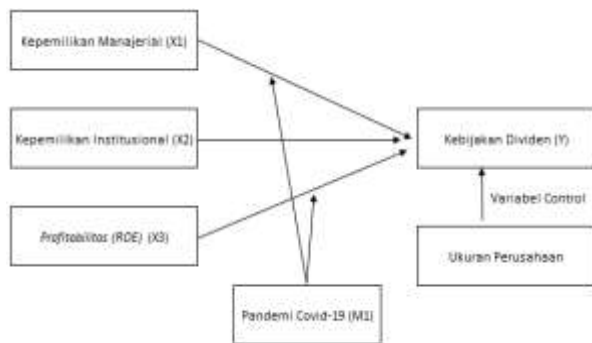 Kepemilikan Manajerial (X1)
Kepemilikan Institusional (X2)
Kebijakan Dividen (Y)
Variabel Control
Profitabilitas (ROE) (X3)
Ukuran Perusahaan
Pandemi Covid-19 (M1)